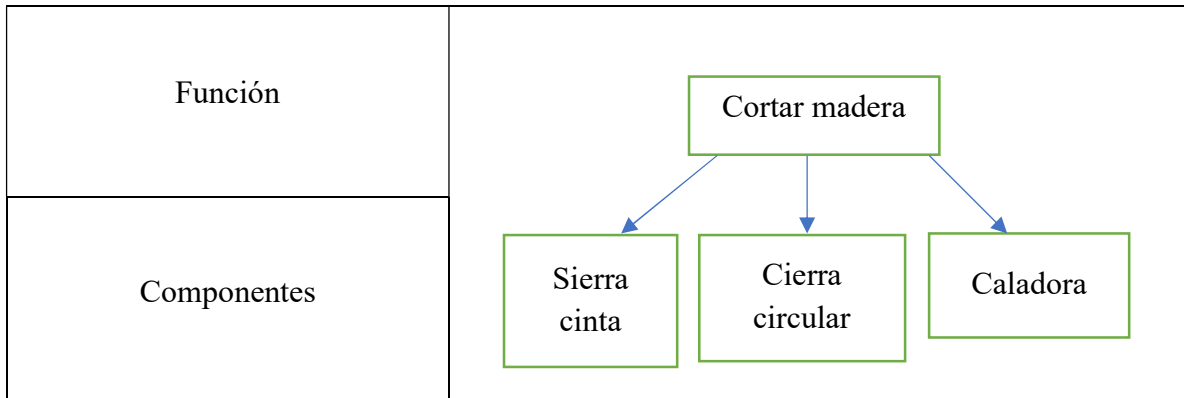 Función
Cortar madera
Componentes
Sierra
cinta
Cierra
circular
Caladora